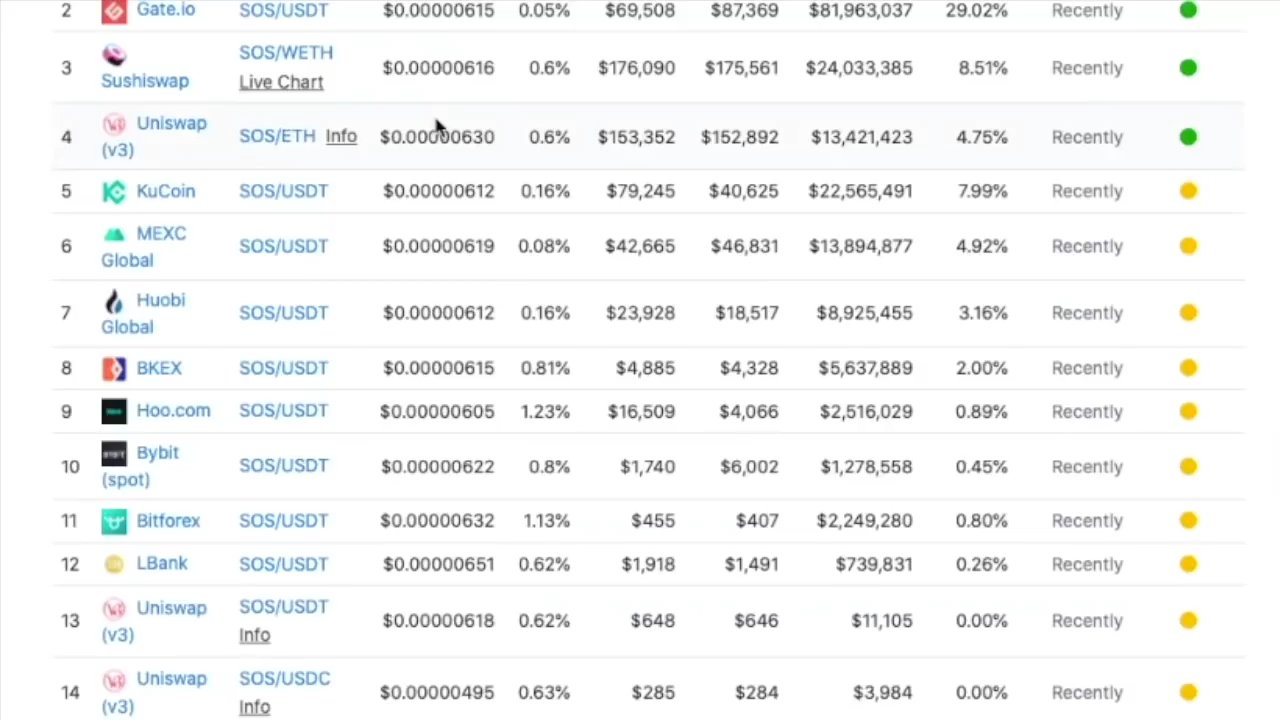 2 Gate.io SOS/USDT $0.00000615 0.05% $69,508 $87,369 $81,963,037 29.02% Recently
3 Sushiswap SOS/WETH Live Chart $0.00000616 0.6% $176,090 $175,561 $24,033,385 8.51% Recently
4 Uniswap (v3) SOS/ETH Info $0.00000630 0.6% $153,352 $152,892 $13,421,423 4.75% Recently
5 KuCoin SOS/USDT $0.00000612 0.16% $79,245 $40,625 $22,565,491 7.99% Recently
6 MEXC Global SOS/USDT $0.00000619 0.08% $42,665 $46,831 $13,894,877 4.92% Recently
7 Huobi Global SOS/USDT $0.00000612 0.16% $23,928 $18,517 $8,925,455 3.16% Recently
8 BKEX SOS/USDT $0.00000615 0.81% $4,885 $4,328 $5,637,889 2.00% Recently
9 Hoo.com SOS/USDT $0.00000605 1.23% $16,509 $4,066 $2,516,029 0.89% Recently
10 Bybit (spot) SOS/USDT $0.00000622 0.8% $1,740 $6,002 $1,278,558 0.45% Recently
11 Bitforex SOS/USDT $0.00000632 1.13% $455 $407 $2,249,280 0.80% Recently
12 LBank SOS/USDT $0.00000651 0.62% $1,918 $1,491 $739,831 0.26% Recently
13 Uniswap (v3) SOS/USDT Info $0.00000618 0.62% $648 $646 $11,105 0.00% Recently
14 Uniswap (v3) SOS/USDC Info $0.00000495 0.63% $285 $284 $3,984 0.00% Recently